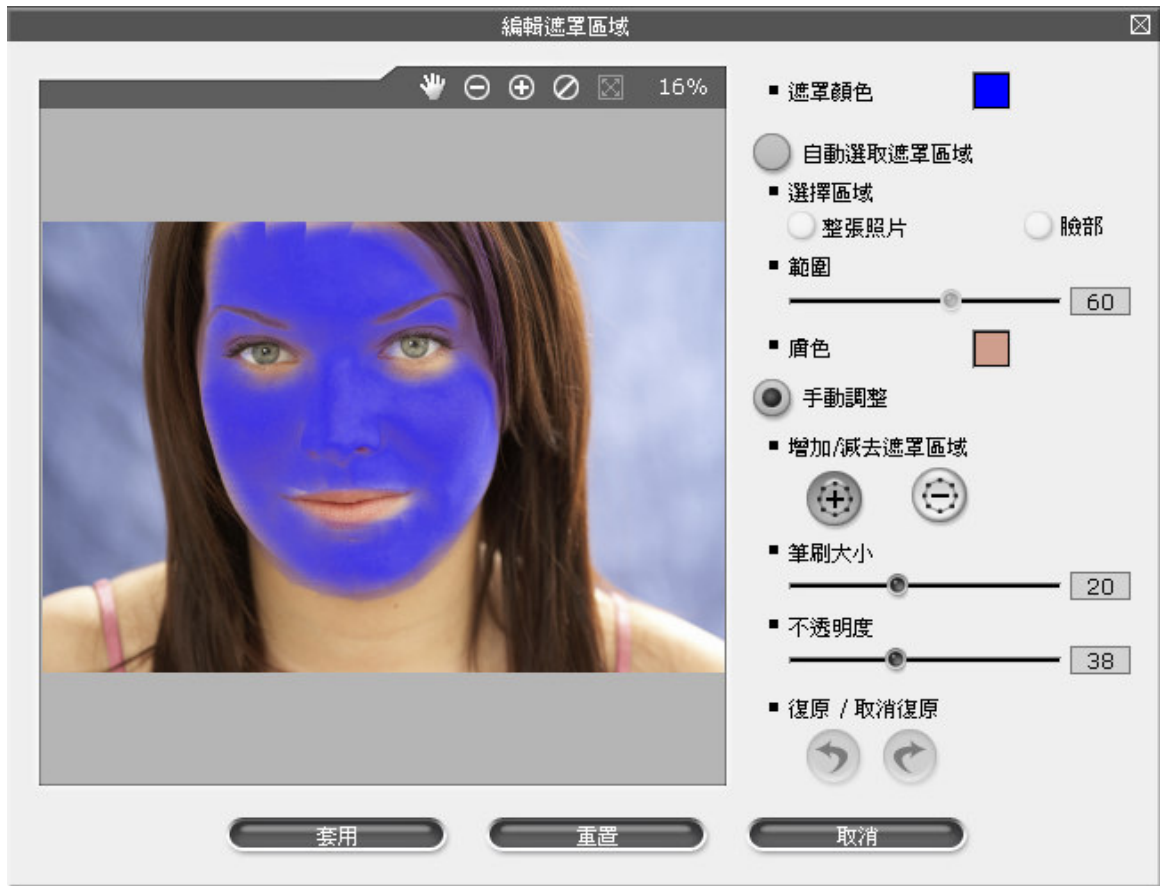 編輯遮罩區域
16%
遮罩顏色
自動選取遮罩區域
選擇區域
整張照片
臉部
範圍
60
膚色
手動調整
增加/減去遮罩區域
筆刷大小
20
不透明度
38
復原 / 取消復原
套用
重置
取消